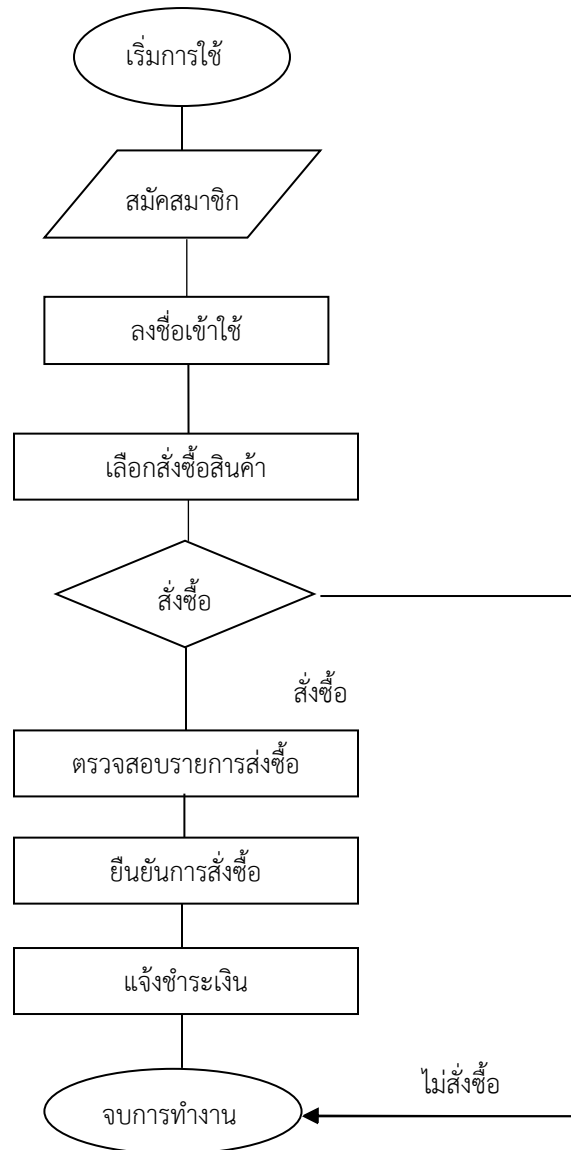 เริ่มการใช้
สมัคสมาชิก
ลงชื่อเข้าใช้
เลือกสั่งซื้อสินค้า
สั่งซื้อ
สั่งซื้อ
ตรวจสอบรายการส่งซื้อ
ยืนยันการสั่งซื้อ
แจ้งชำระเงิน
ไม่สั่งซื้อ
จบการทำงาน